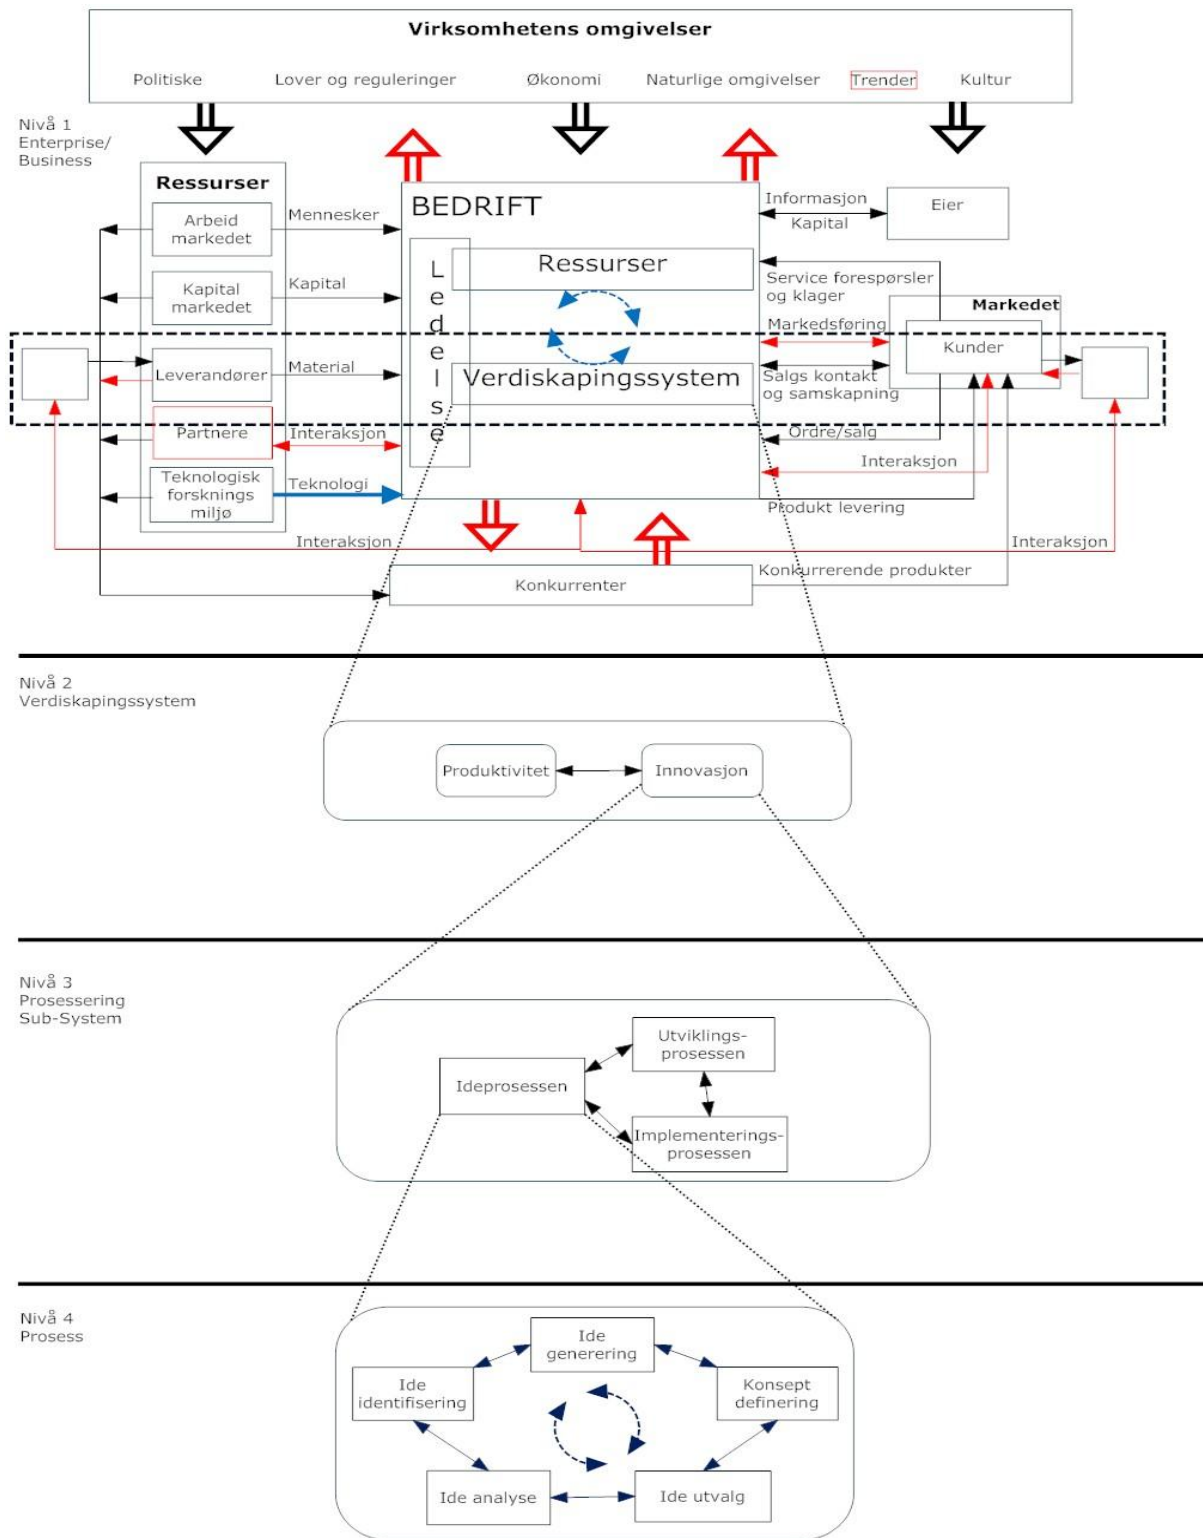 Virksomhetens omgivelser
Politiske Lover og reguleringer Økonomi Naturlige omgivelser Trender Kultur
Nivå 1
Enterprise/
Business
Ressurser
Arbeid
markedet
Mennesker
Kapital
markedet
Kapital
Leverandører
Material
Partnere
Interaksjon
Teknologisk
forsknings
miljø
Teknologi
BEDRIFT
Ledelse
Ressurser
Verdiskapingssystem
Informasjon
Kapital
Eier
Service forespørsler
og klager
Markedet
Markedsføring
Kunder
Salgs kontakt
og samskapning
Ordre/salg
Interaksjon
Produkt levering
Interaksjon
Interaksjon
Konkurrenter
Konkurrerende produkter
Nivå 2
Verdiskapingssystem
Produktivitet
Innovasjon
Nivå 3
Prosessering
Sub-System
Ideprosessen
Utviklings-
prosessen
Implementerings-
prosessen
Nivå 4
Prosess
Ide
generering
Ide
identifisering
Konsept
definering
Ide analyse
Ide utvalg